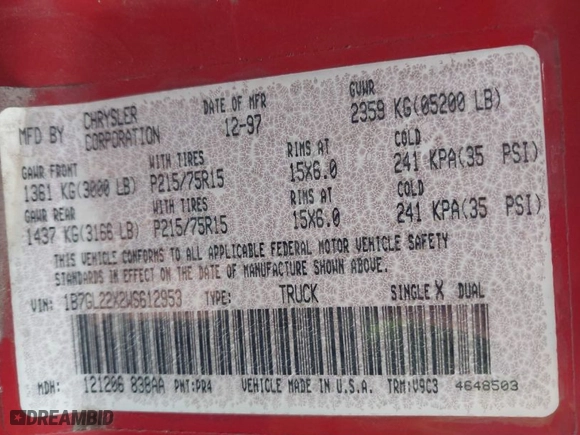 MFD BY CHRYSLER CORPORATION DATE OF MFR 12-97 GVWR 2359 KG(05200 LB)
GAWR FRONT WITH TIRES RIMS AT COLD
1361 KG(3000 LB) P215/75R15 15X6.0 241 KPA(35 PSI)
GAWR REAR WITH TIRES RIMS AT COLD
1437 KG(3166 LB) P215/75R15 15X6.0 241 KPA(35 PSI)
THIS VEHICLE CONFORMS TO ALL APPLICABLE FEDERAL MOTOR VEHICLE SAFETY
STANDARDS IN EFFECT ON THE DATE OF MANUFACTURE SHOWN ABOVE.
VIN: 1B7GL22X2WS612953 TYPE: TRUCK SINGLE X DUAL
MDH: 121206 838AA PNT:PR4 VEHICLE MADE IN U.S.A. TRM:V9C3 4648503
DREAMBID